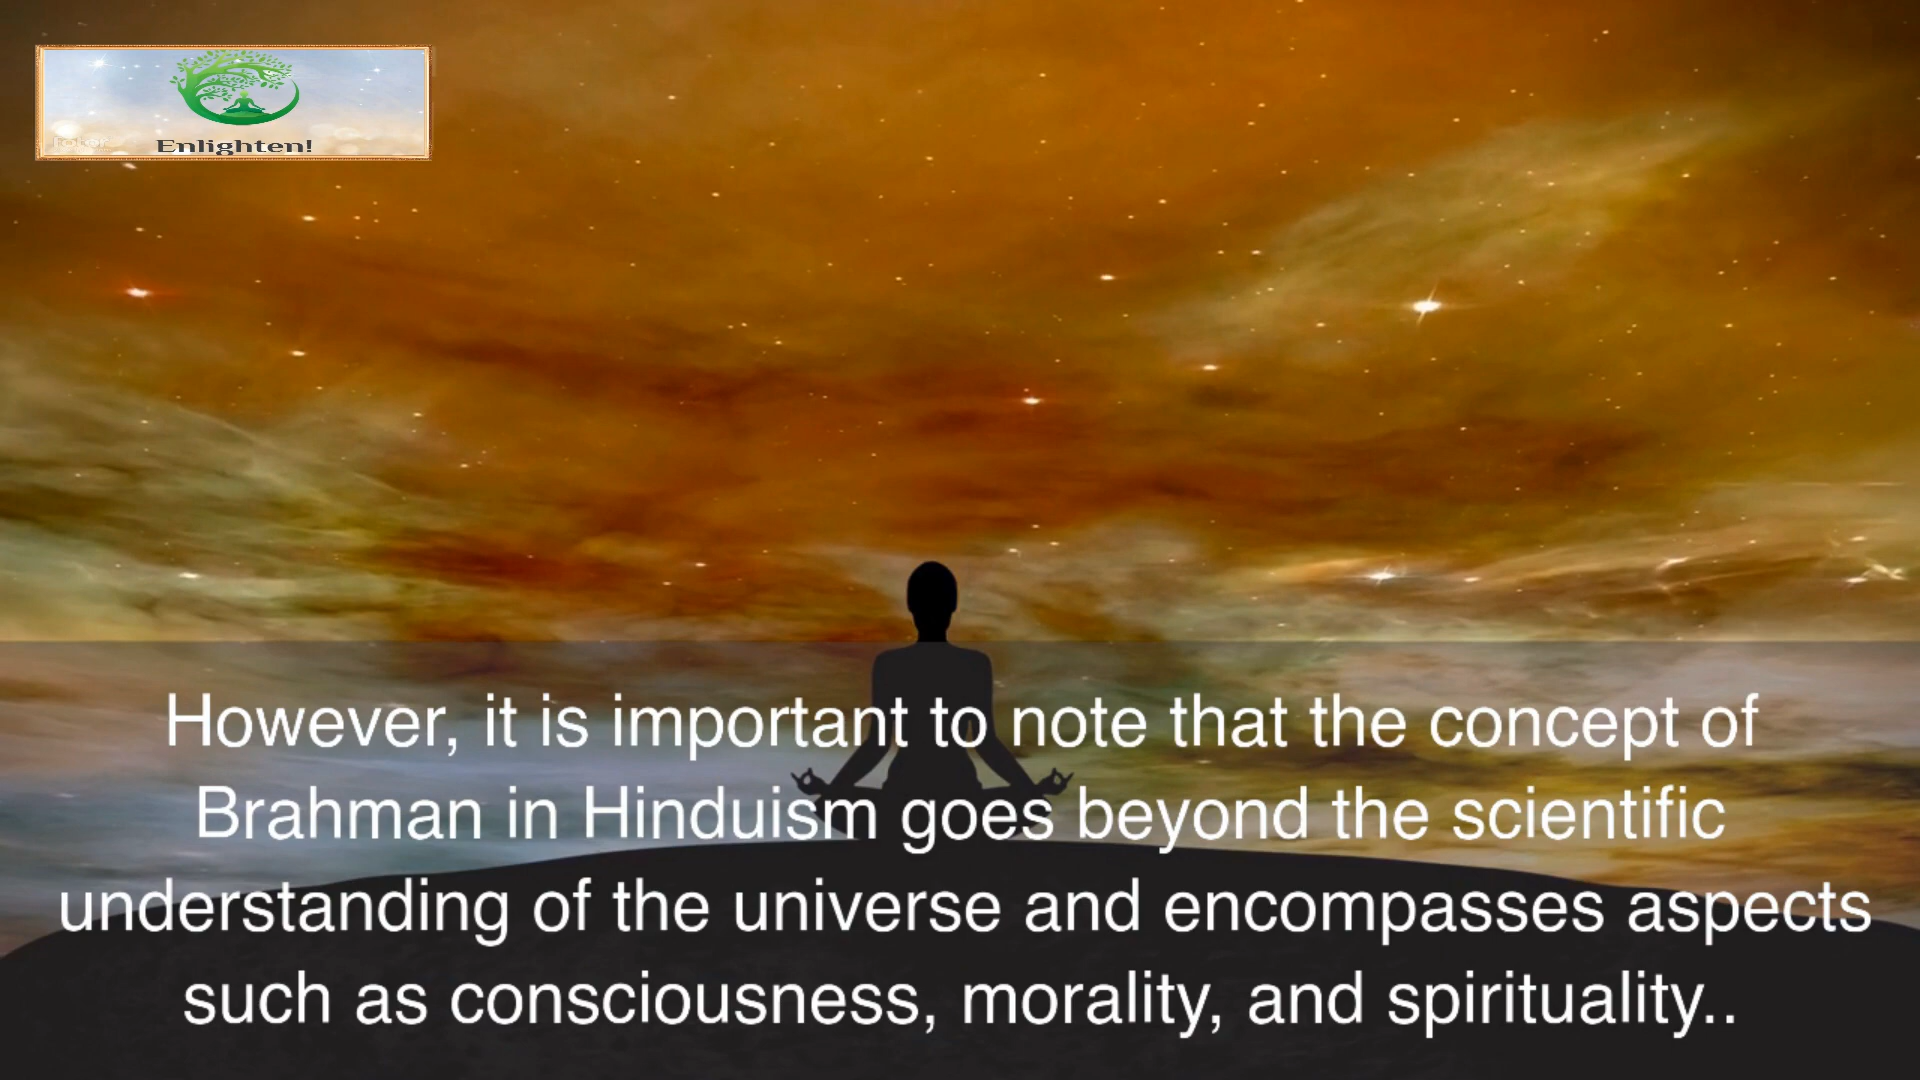 Enlighten!
However, it is important to note that the concept of
Brahman in Hinduism goes beyond the scientific
understanding of the universe and encompasses aspects
such as consciousness, morality, and spirituality..